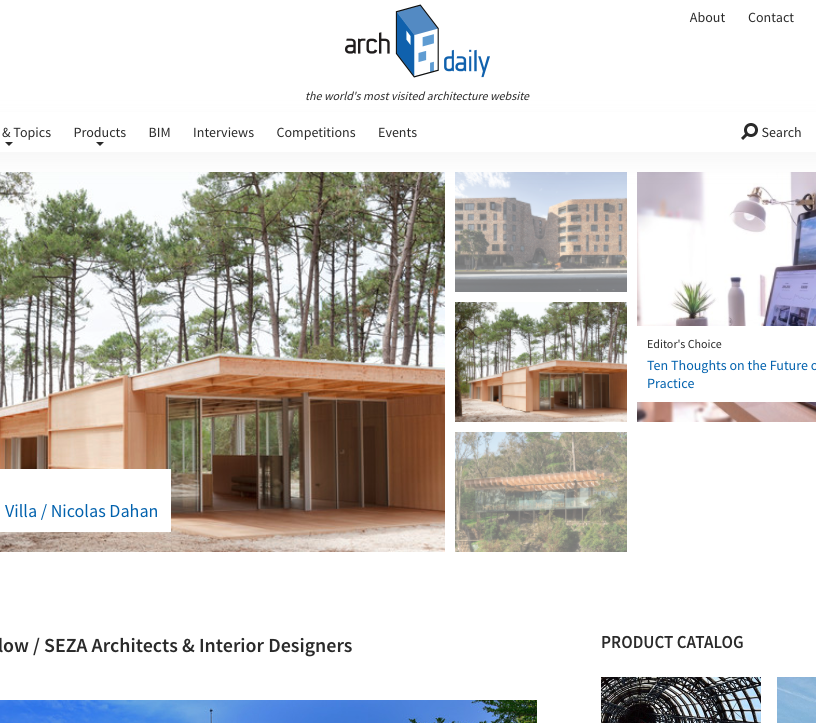 About Contact
arch daily
the world's most visited architecture website
& Topics Products BIM Interviews Competitions Events Search
Editor's Choice
Ten Thoughts on the Future
Practice
Villa / Nicolas Dahan
low / SEZA Architects & Interior Designers
PRODUCT CATALOG